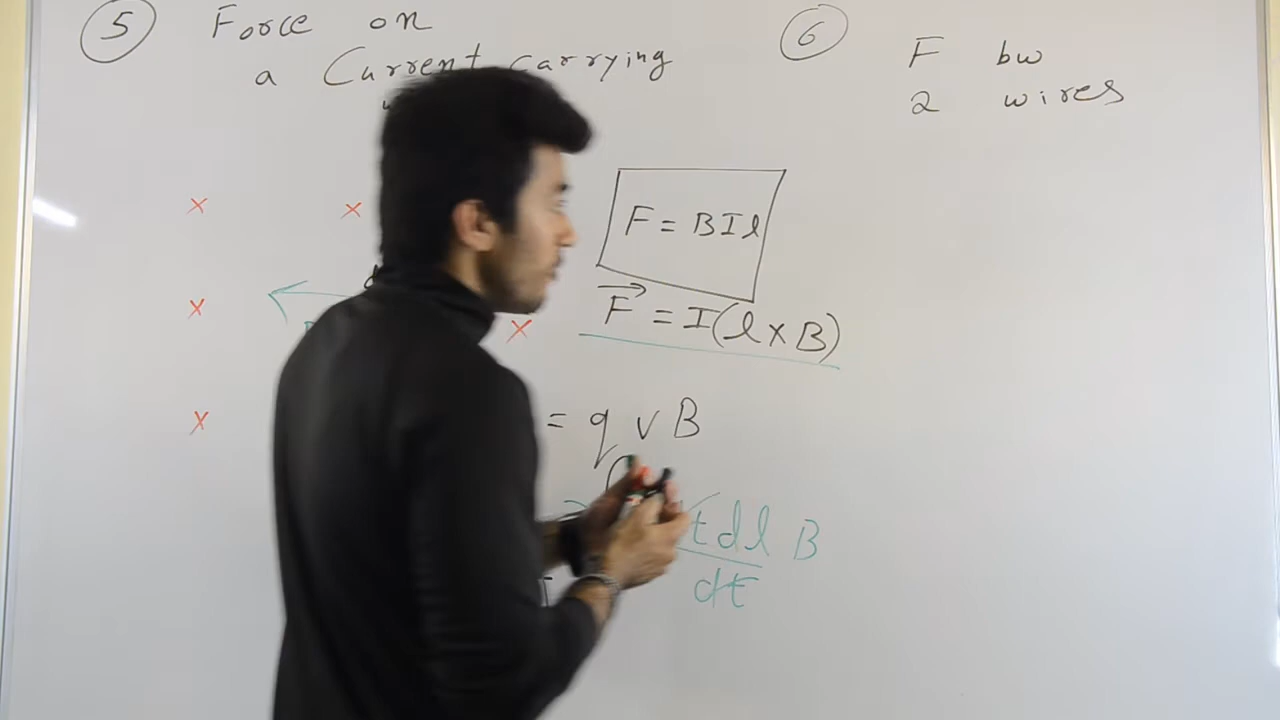 5 Force on
a Current carrying
x x
F = BIl
x x
F⃗ = I(l x B)
x = q v B
t dl B
dt
6 F bw
2 wires